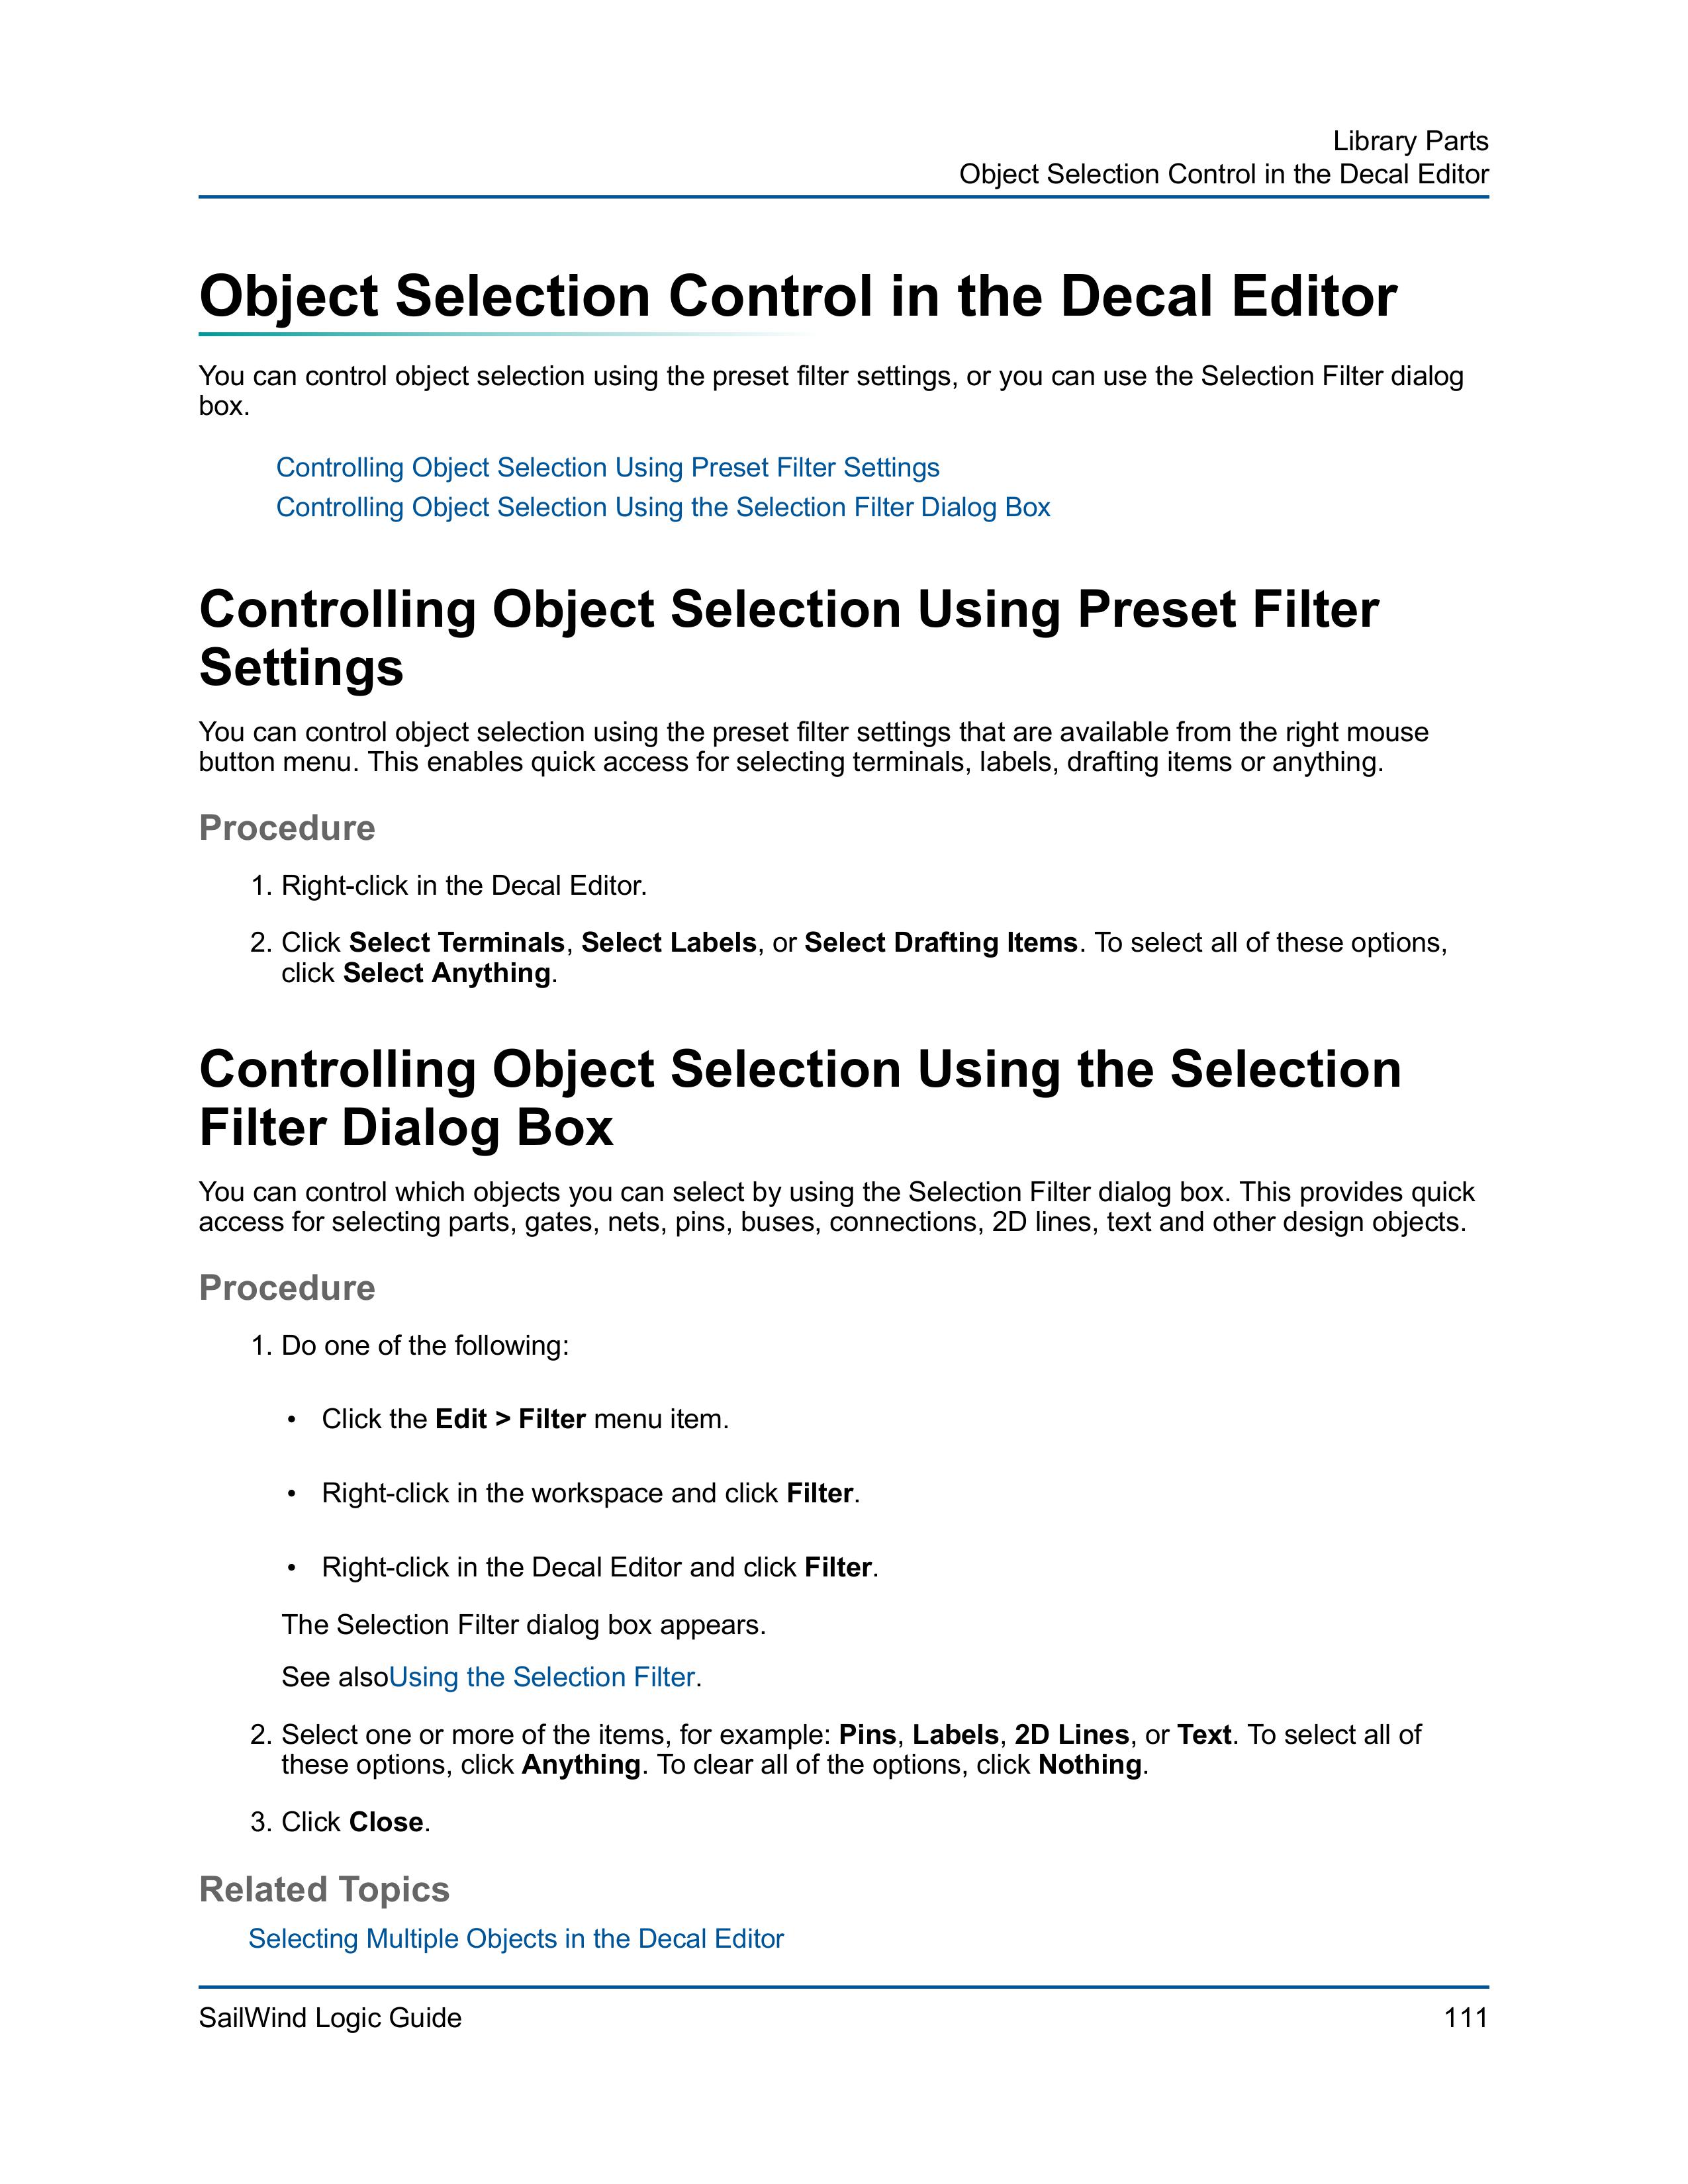 Library Parts
Object Selection Control in the Decal Editor
Object Selection Control in the Decal Editor
You can control object selection using the preset filter settings, or you can use the Selection Filter dialog
box.
Controlling Object Selection Using Preset Filter Settings
Controlling Object Selection Using the Selection Filter Dialog Box
Controlling Object Selection Using Preset Filter
Settings
You can control object selection using the preset filter settings that are available from the right mouse
button menu. This enables quick access for selecting terminals, labels, drafting items or anything.
Procedure
1. Right-click in the Decal Editor.
2. Click Select Terminals, Select Labels, or Select Drafting Items. To select all of these options,
click Select Anything.
Controlling Object Selection Using the Selection
Filter Dialog Box
You can control which objects you can select by using the Selection Filter dialog box. This provides quick
access for selecting parts, gates, nets, pins, buses, connections, 2D lines, text and other design objects.
Procedure
1. Do one of the following:
• Click the Edit > Filter menu item.
• Right-click in the workspace and click Filter.
• Right-click in the Decal Editor and click Filter.
The Selection Filter dialog box appears.
See alsoUsing the Selection Filter.
2. Select one or more of the items, for example: Pins, Labels, 2D Lines, or Text. To select all of
these options, click Anything. To clear all of the options, click Nothing.
3. Click Close.
Related Topics
Selecting Multiple Objects in the Decal Editor
SailWind Logic Guide
111